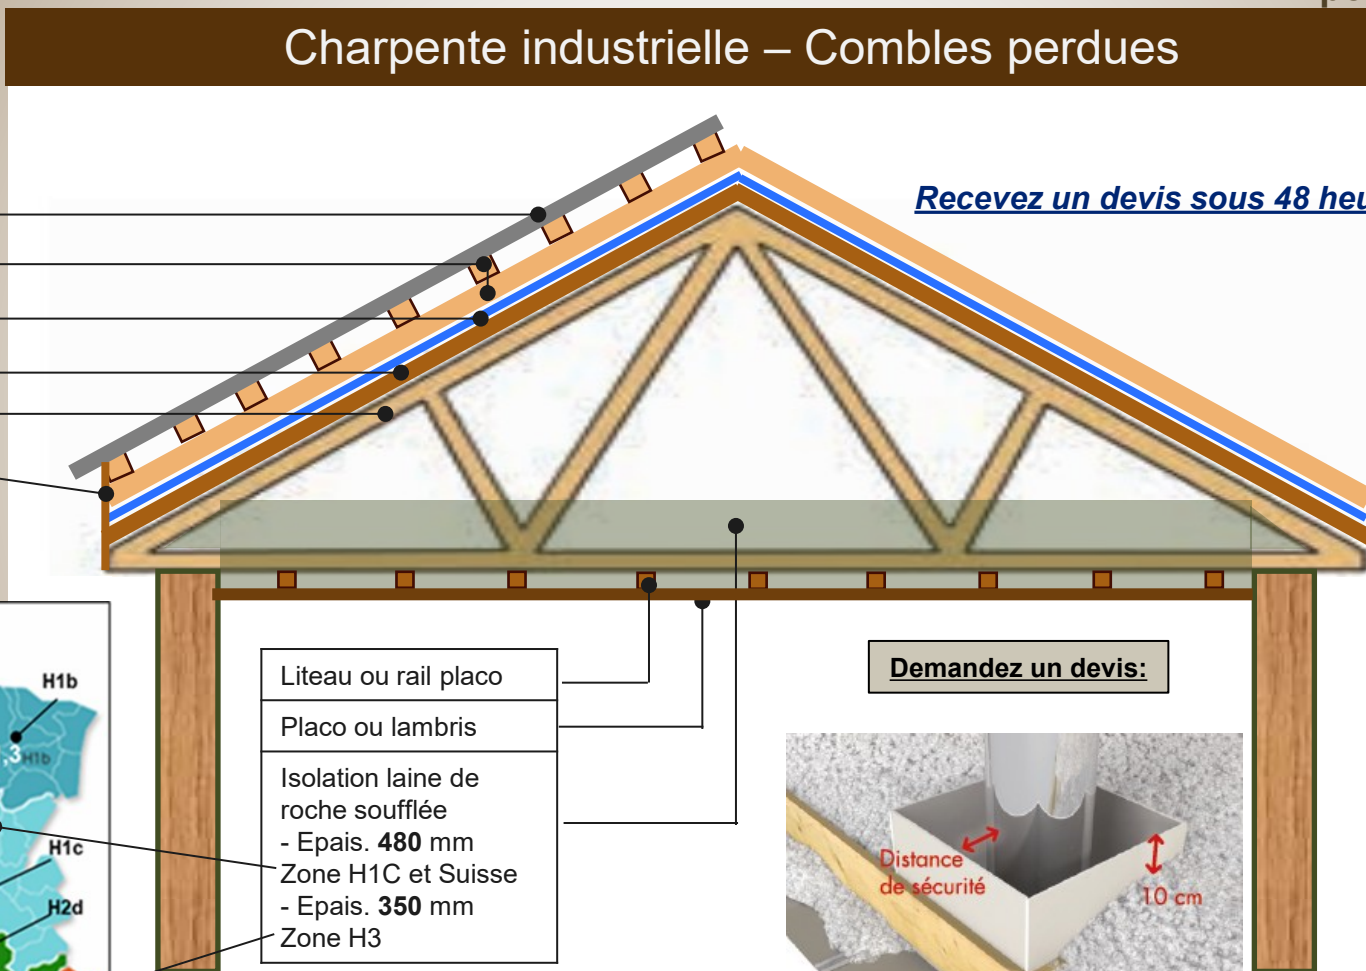 Charpente industrielle – Combles perdues
Recevez un devis sous 48
H1b
,3
H1b
H1c
H2d
Liteau ou rail placo
Placo ou lambris
Isolation laine de
roche soufflée
- Epais. 480 mm
Zone H1C et Suisse
- Epais. 350 mm
Zone H3
Demandez un devis:
Distance
de sécurité
10 cm